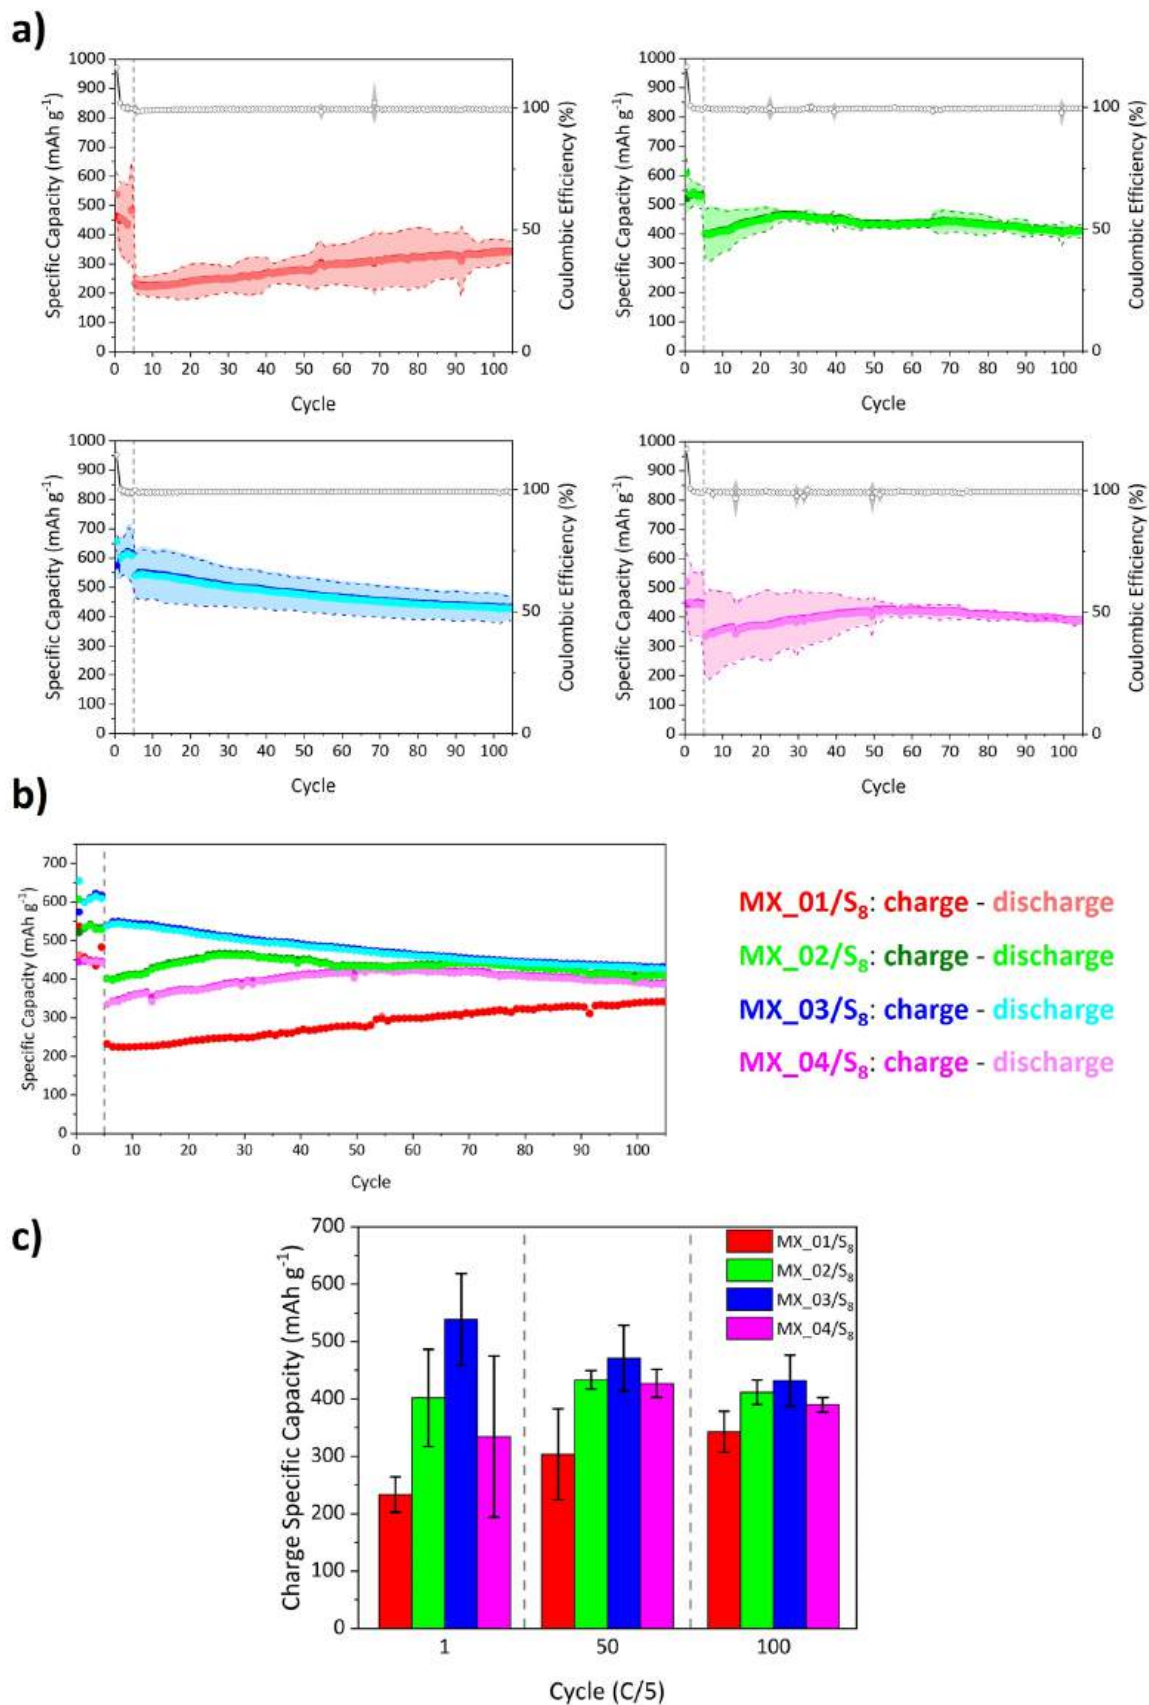 a)
1000
900
800
700
600
500
400
300
200
100
0
Specific Capacity (mAh g⁻¹)
100
50
0
Coulombic Efficiency (%)
0 10 20 30 40 50 60 70 80 90 100
Cycle
1000
900
800
700
600
500
400
300
200
100
0
Specific Capacity (mAh g⁻¹)
100
50
0
Coulombic Efficiency (%)
0 10 20 30 40 50 60 70 80 90 100
Cycle
1000
900
800
700
600
500
400
300
200
100
0
Specific Capacity (mAh g⁻¹)
100
50
0
Coulombic Efficiency (%)
0 10 20 30 40 50 60 70 80 90 100
Cycle
1000
900
800
700
600
500
400
300
200
100
0
Specific Capacity (mAh g⁻¹)
100
50
0
Coulombic Efficiency (%)
0 10 20 30 40 50 60 70 80 90 100
Cycle
b)
700
600
500
400
300
200
100
0
Specific Capacity (mAh g⁻¹)
0 10 20 30 40 50 60 70 80 90 100
Cycle
MX_01/S₈: charge - discharge
MX_02/S₈: charge - discharge
MX_03/S₈: charge - discharge
MX_04/S₈: charge - discharge
c)
700
600
500
400
300
200
100
0
Charge Specific Capacity (mAh g⁻¹)
MX_01/S₈
MX_02/S₈
MX_03/S₈
MX_04/S₈
1 50 100
Cycle (C/5)